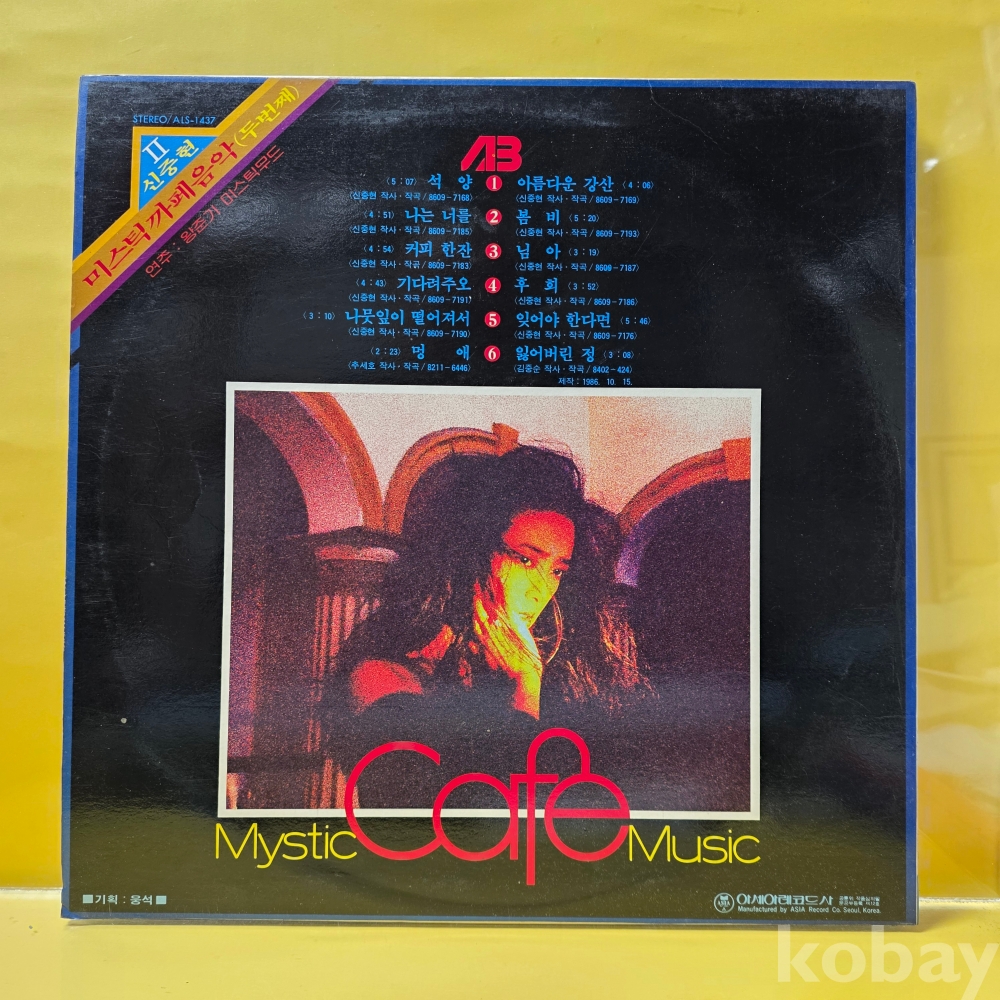 STEREO/ALS-1437
II
신중현
미스틱까페음악(두번째)
연주: 왕준기 미스틱무드
AB
(5:07) 석 양 1 아름다운 강산 (4:06)
(신중현 작사·작곡/8609-7168) (신중현 작사·작곡/8609-7169)
(4:51) 나는 너를 2 봄 비 (5:20)
(신중현 작사·작곡/8609-7185) (신중현 작사·작곡/8609-7193)
(4:54) 커피 한잔 3 님 아 (3:19)
(신중현 작사·작곡/8609-7183) (신중현 작사·작곡/8609-7187)
(4:43) 기다려주오 4 후 회 (3:52)
(신중현 작사·작곡/8609-7191) (신중현 작사·작곡/8609-7186)
(3:10) 나뭇잎이 떨어져서 5 잊어야 한다면 (5:46)
(신중현 작사·작곡/8609-7190) (신중현 작사·작곡/8609-7176)
(2:23) 멍 애 6 잃어버린 정 (3:08)
(추세호 작사·작곡/8211-6446) (김중순 작사·작곡/8402-424)
제작:1986. 10. 15.
Mystic Café Music
■기획:웅석■
ASIA 아세아레코드사
Manufactured by ASIA Record Co. Seoul, Korea.
kobay